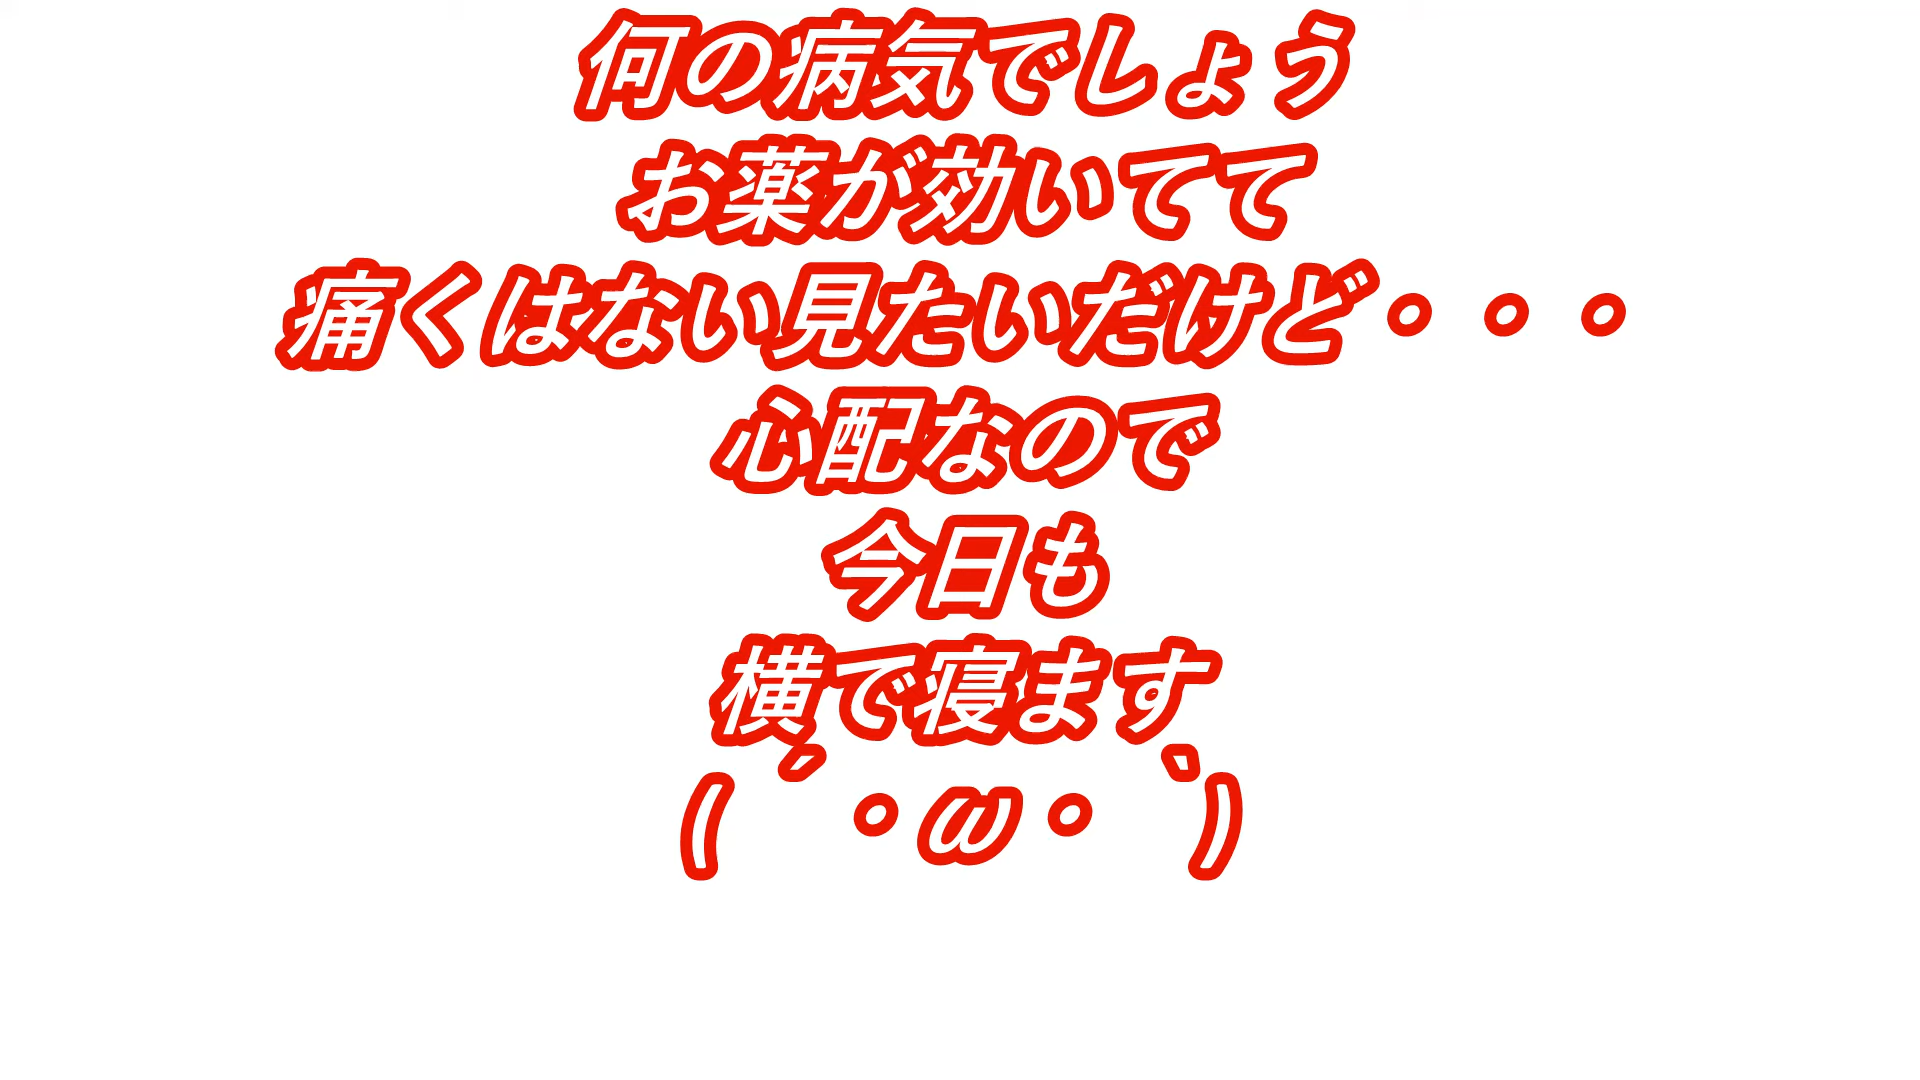 何の病気でしょう
お薬が効いてて
痛くはない見たいだけど・・・
心配なので
今日も
横で寝ます
(´・ω・`)